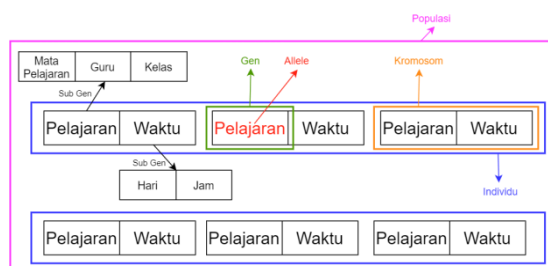 Populasi
Mata
Pelajaran
Guru
Kelas
Gen
Allele
Kromosom
Sub Gen
Pelajaran Waktu
Pelajaran Waktu
Pelajaran Waktu
Sub Gen
Hari
Jam
Individu
Pelajaran Waktu
Pelajaran Waktu
Pelajaran Waktu